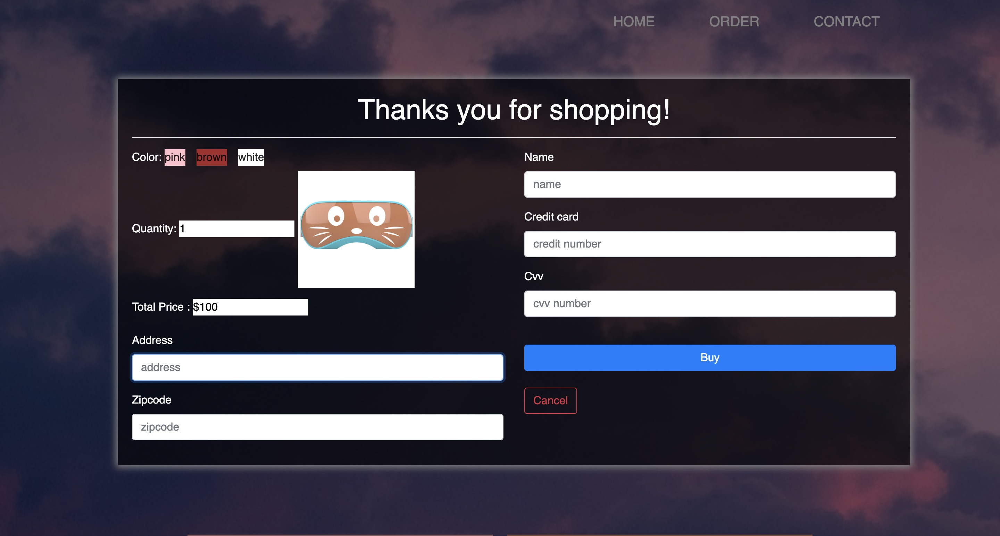 HOME ORDER CONTACT
Thanks you for shopping!
Color: pink brown white
Quantity: 1
Total Price : $100
Address
address
Zipcode
zipcode
Name
name
Credit card
credit number
Cvv
cvv number
Buy
Cancel